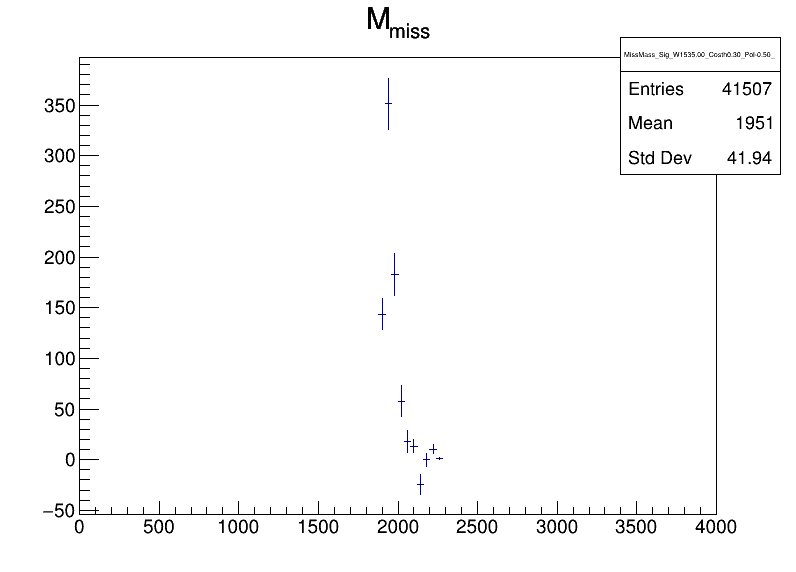 M_miss
MissMass_Sig_W1535.00_Costh0.30_Pol-0.50_
Entries 41507
Mean 1951
Std Dev 41.94
350
300
250
200
150
100
50
0
−50
0 500 1000 1500 2000 2500 3000 3500 4000